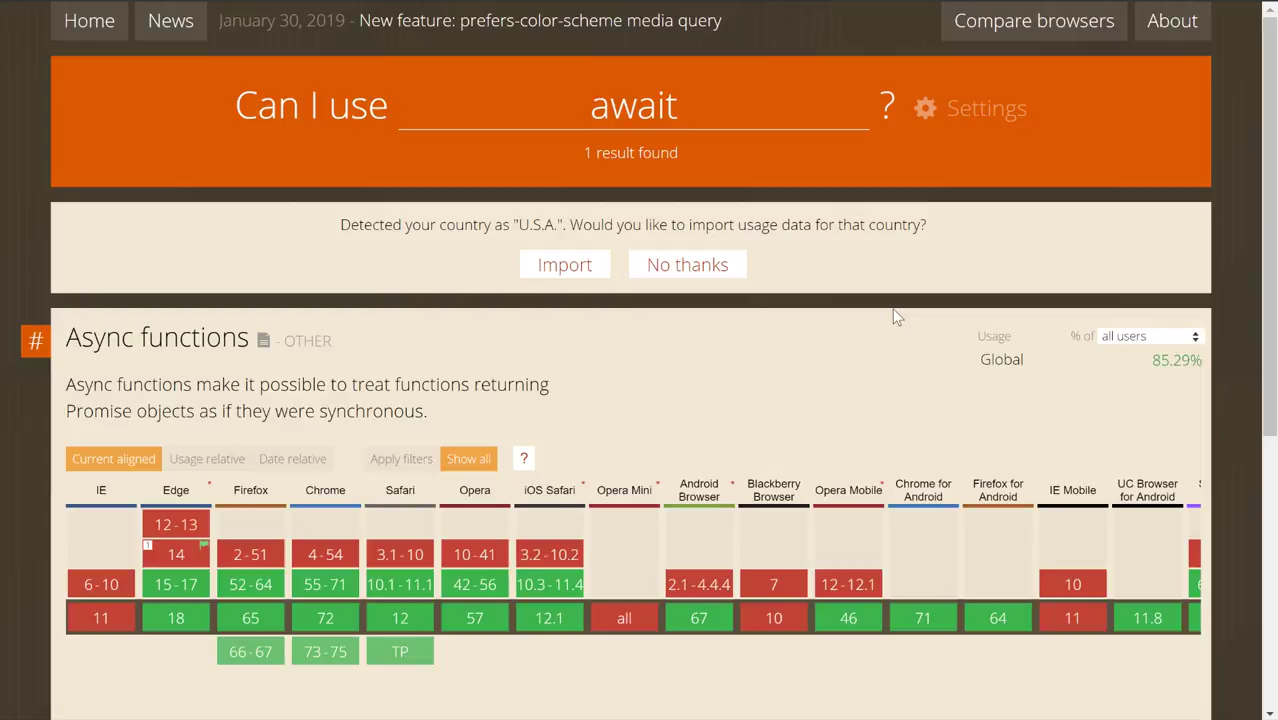 Home News January 30, 2019 - New feature: prefers-color-scheme media query Compare browsers About
Can I use await ? Settings
1 result found
Detected your country as "U.S.A.". Would you like to import usage data for that country?
Import No thanks
# Async functions - OTHER
Usage % of all users
Global 85.29%
Async functions make it possible to treat functions returning
Promise objects as if they were synchronous.
Current aligned Usage relative Date relative Apply filters Show all ?
IE Edge * Firefox Chrome Safari Opera iOS Safari * Opera Mini * Android Browser * Blackberry Browser Opera Mobile * Chrome for Android Firefox for Android IE Mobile UC Browser for Android
12-13
1 14 2-51 4-54 3.1-10 10-41 3.2-10.2
6-10 15-17 52-64 55-71 10.1-11.1 42-56 10.3-11.4 2.1-4.4.4 7 12-12.1 10
11 18 65 72 12 57 12.1 all 67 10 46 71 64 11 11.8
66-67 73-75 TP